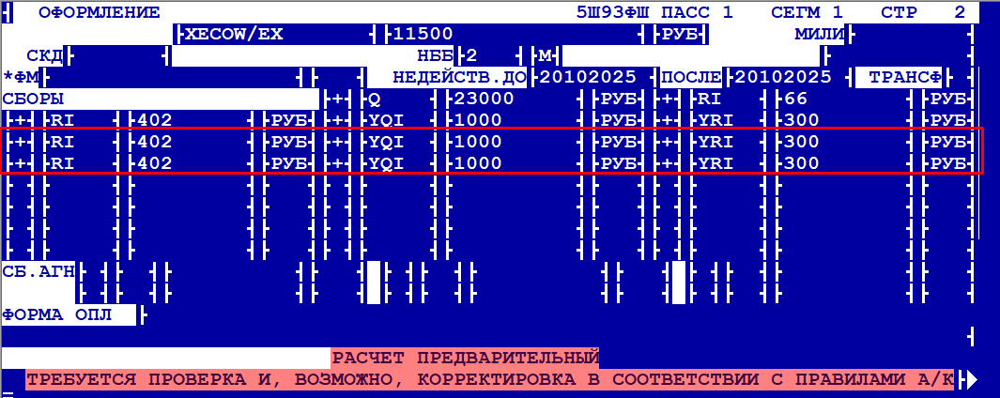 ОФОРМЛЕНИЕ 5Ш93ФШ ПАСС 1 СЕГМ 1 СТР 2
XECOW/EX 11500 РУБ МИЛИ
СКД НББ 2 М
*ФМ НЕДЕЙСТВ.ДО 20102025 ПОСЛЕ 20102025 ТРАНСФ
СБОРЫ + Q 23000 РУБ + RI 66 РУБ
+ RI 402 РУБ + YQI 1000 РУБ + YRI 300 РУБ
+ RI 402 РУБ + YQI 1000 РУБ + YRI 300 РУБ
+ RI 402 РУБ + YQI 1000 РУБ + YRI 300 РУБ
СБ.АГН
ФОРМА ОПЛ
РАСЧЕТ ПРЕДВАРИТЕЛЬНЫЙ
ТРЕБУЕТСЯ ПРОВЕРКА И, ВОЗМОЖНО, КОРРЕКТИРОВКА В СООТВЕТСТВИИ С ПРАВИЛАМИ А/К